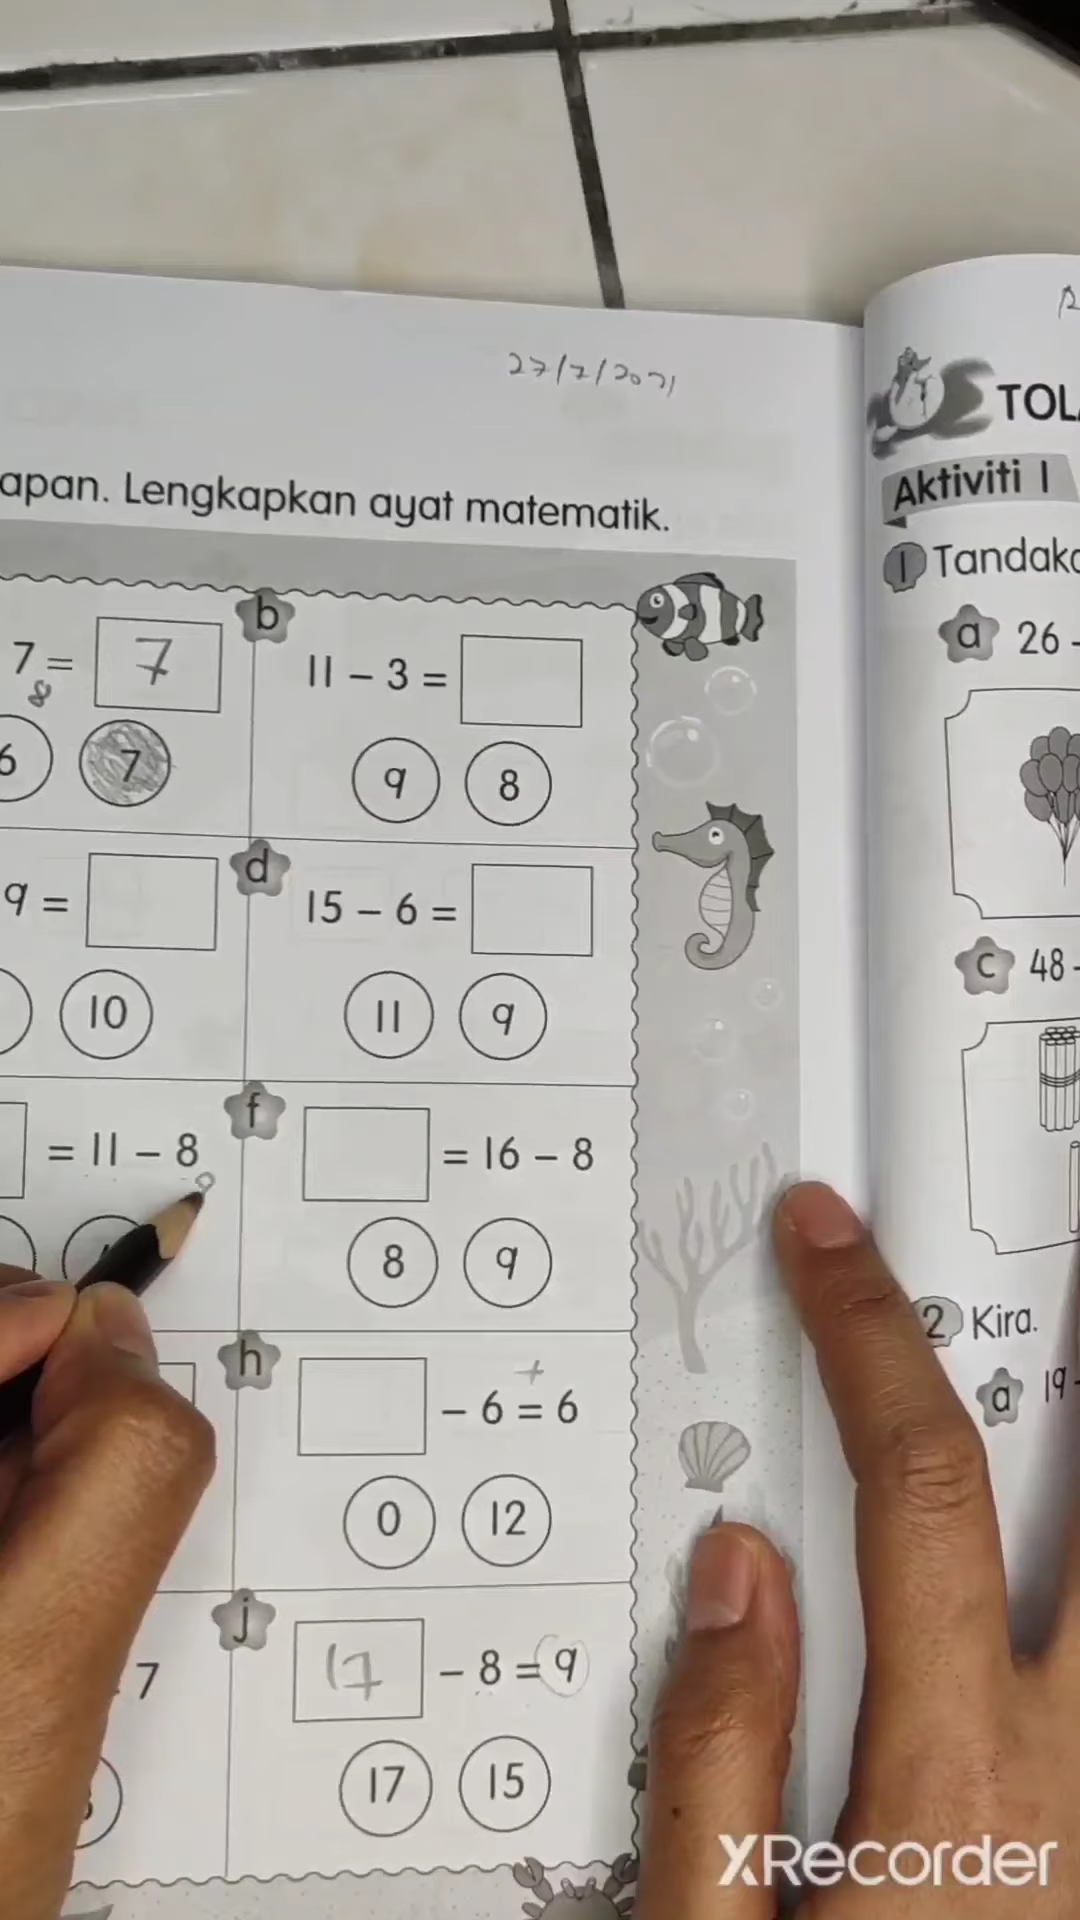 27/7/2021
TOL
Aktiviti 1
apan. Lengkapkan ayat matematik.
1 Tandak
a 26 -
7 = 7
8
6 7
b
11 - 3 =
9 8
9 =
10
d
15 - 6 =
11 9
c 48 -
= 11 - 8
f
= 16 - 8
8 9
2 Kira.
a 19 -
h
+
- 6 = 6
0 12
7
j
17 - 8 = 9
17 15
XRecorder